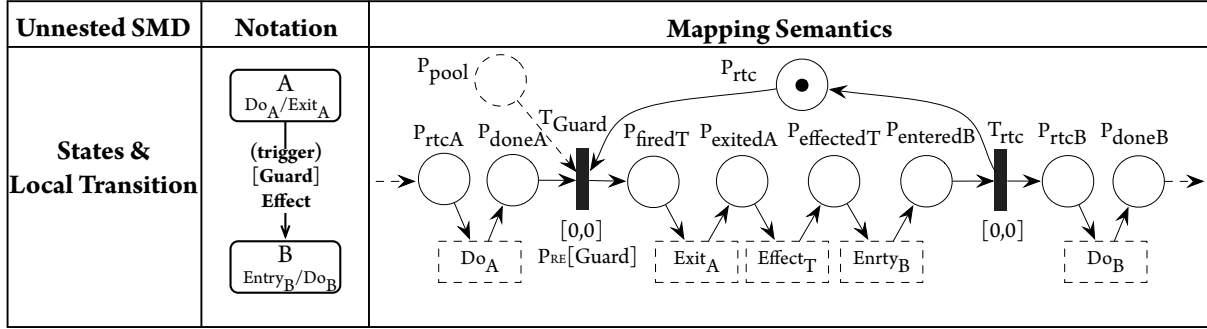 Unnested SMD Notation Mapping Semantics
States &
Local Transition
A
DoA/ExitA
(trigger)
[Guard]
Effect
B
EntryB/DoB
Ppool
Prtc
TGuard
PrtcA PdoneA PfiredT PexitedA PeffectedT PenteredB Trtc PrtcB PdoneB
[0,0]
PRE[Guard]
[0,0]
DoA ExitA EffectT EnrtyB DoB